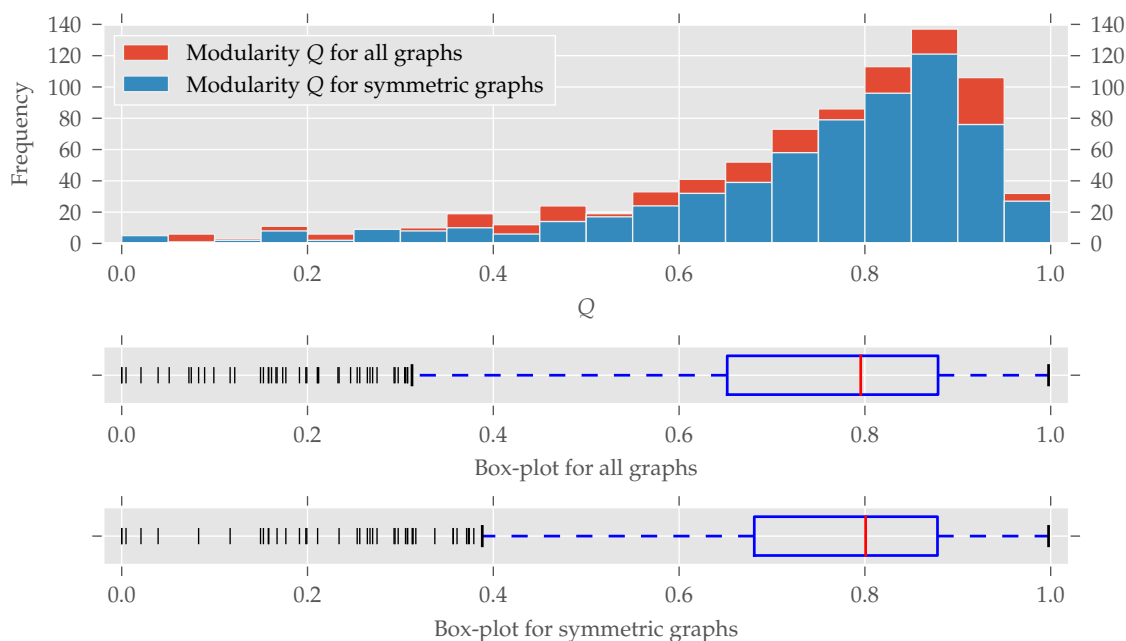 140 140
120 120
100 100
80 80
60 60
40 40
20 20
0 0
Frequency
Modularity Q for all graphs
Modularity Q for symmetric graphs
0.0 0.2 0.4 0.6 0.8 1.0
Q
0.0 0.2 0.4 0.6 0.8 1.0
Box-plot for all graphs
0.0 0.2 0.4 0.6 0.8 1.0
Box-plot for symmetric graphs